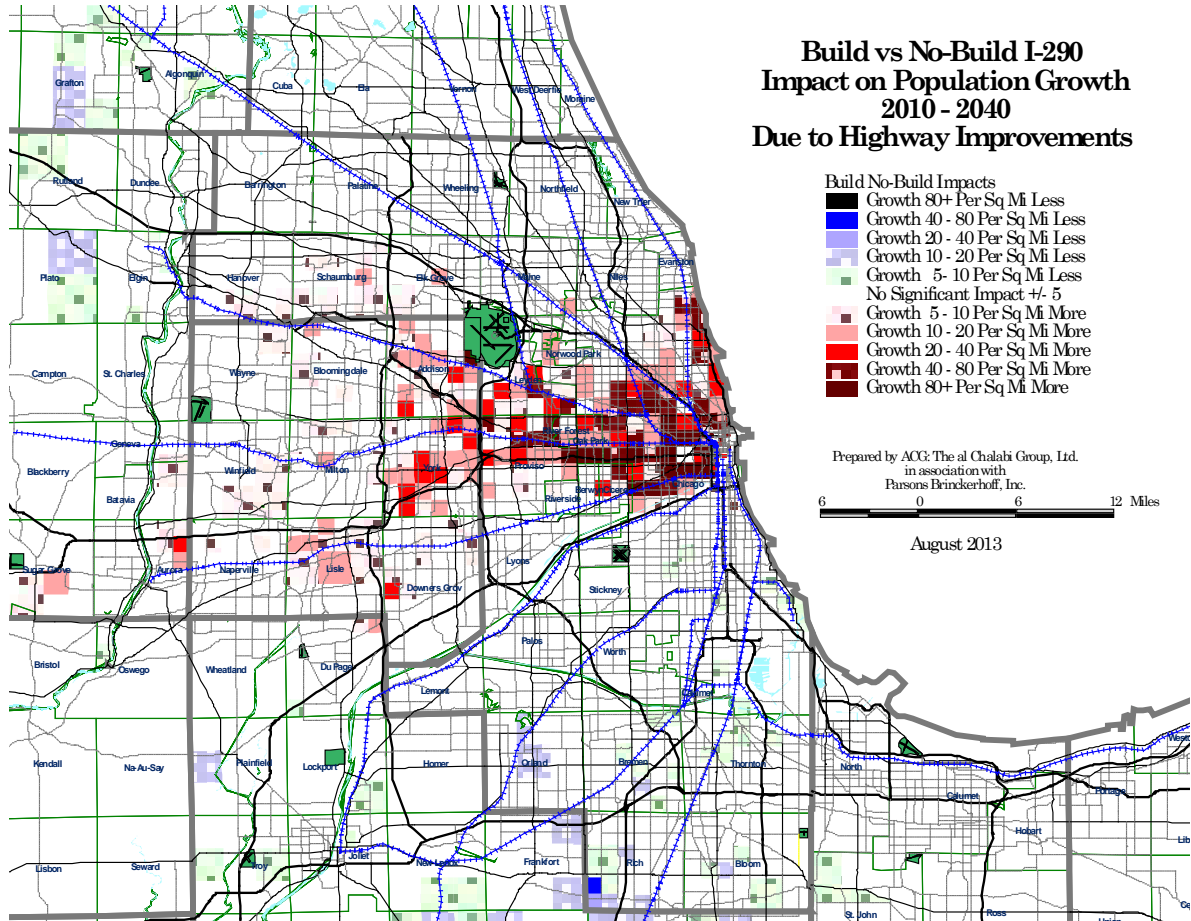 Build vs No-Build I-290
Impact on Population Growth
2010 - 2040
Due to Highway Improvements
Build No-Build Impacts
Growth 80+ Per Sq Mi Less
Growth 40 - 80 Per Sq Mi Less
Growth 20 - 40 Per Sq Mi Less
Growth 10 - 20 Per Sq Mi Less
Growth 5- 10 Per Sq Mi Less
No Significant Impact +/- 5
Growth 5- 10 Per Sq Mi More
Growth 10 - 20 Per Sq Mi More
Growth 20 - 40 Per Sq Mi More
Growth 40 - 80 Per Sq Mi More
Growth 80+ Per Sq Mi More
Prepared by ACG: The al Chalabi Group, Ltd.
in association with
Parsons Brinckerhoff, Inc.
6 0 6 12 Miles
August 2013
Grafton
Algonquin
Cuba
Ela
Vernon
West Deerfie
Moraine
Rutland
Dundee
Barrington
Palatine
Wheeling
Northfield
New Trier
Plato
Elgin
Hanover
Schaumburg
Elk Grove
Maine
Niles
Evanston
Campton
St. Charles
Wayne
Bloomingdale
Addison
Leyden
Norwood Park
Blackberry
Geneva
Batavia
Winfield
Milton
York
Proviso
River Forest
Oak Park
Berwyn
Cicero
Riverside
Chicago
Sugar Grove
Aurora
Naperville
Lisle
Downers Grov
Lyons
Stickney
Bristol
Oswego
Wheatland
Du Page
Lemont
Palos
Worth
Calumet
Kendall
Na-Au-Say
Plainfield
Lockport
Homer
Orland
Bremen
Thornton
North
Calumet
Portage
Hobart
Lisbon
Seward
Troy
Joliet
New Lenox
Frankfort
Rich
Bloom
St. John
Ross